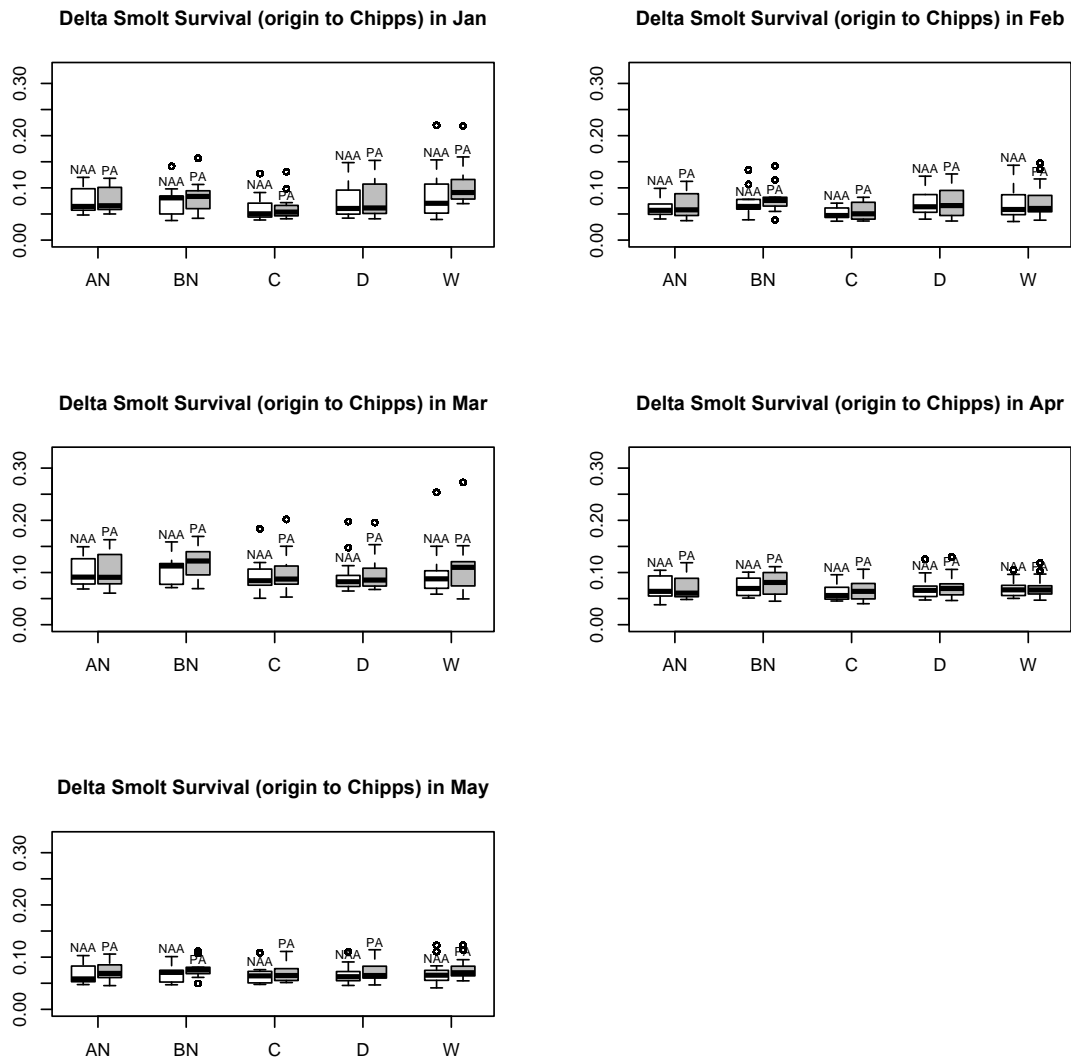 Delta Smolt Survival (origin to Chipps) in Jan
0.30
0.20
0.10
0.00
NAA PA NAA PA NAA PA NAA PA NAA PA
AN BN C D W
Delta Smolt Survival (origin to Chipps) in Feb
0.30
0.20
0.10
0.00
NAA PA NAA PA NAA PA NAA PA NAA PA
AN BN C D W
Delta Smolt Survival (origin to Chipps) in Mar
0.30
0.20
0.10
0.00
NAA PA NAA PA NAA PA NAA PA NAA PA
AN BN C D W
Delta Smolt Survival (origin to Chipps) in Apr
0.30
0.20
0.10
0.00
NAA PA NAA PA NAA PA NAA PA NAA PA
AN BN C D W
Delta Smolt Survival (origin to Chipps) in May
0.30
0.20
0.10
0.00
NAA PA NAA PA NAA PA NAA PA NAA PA
AN BN C D W